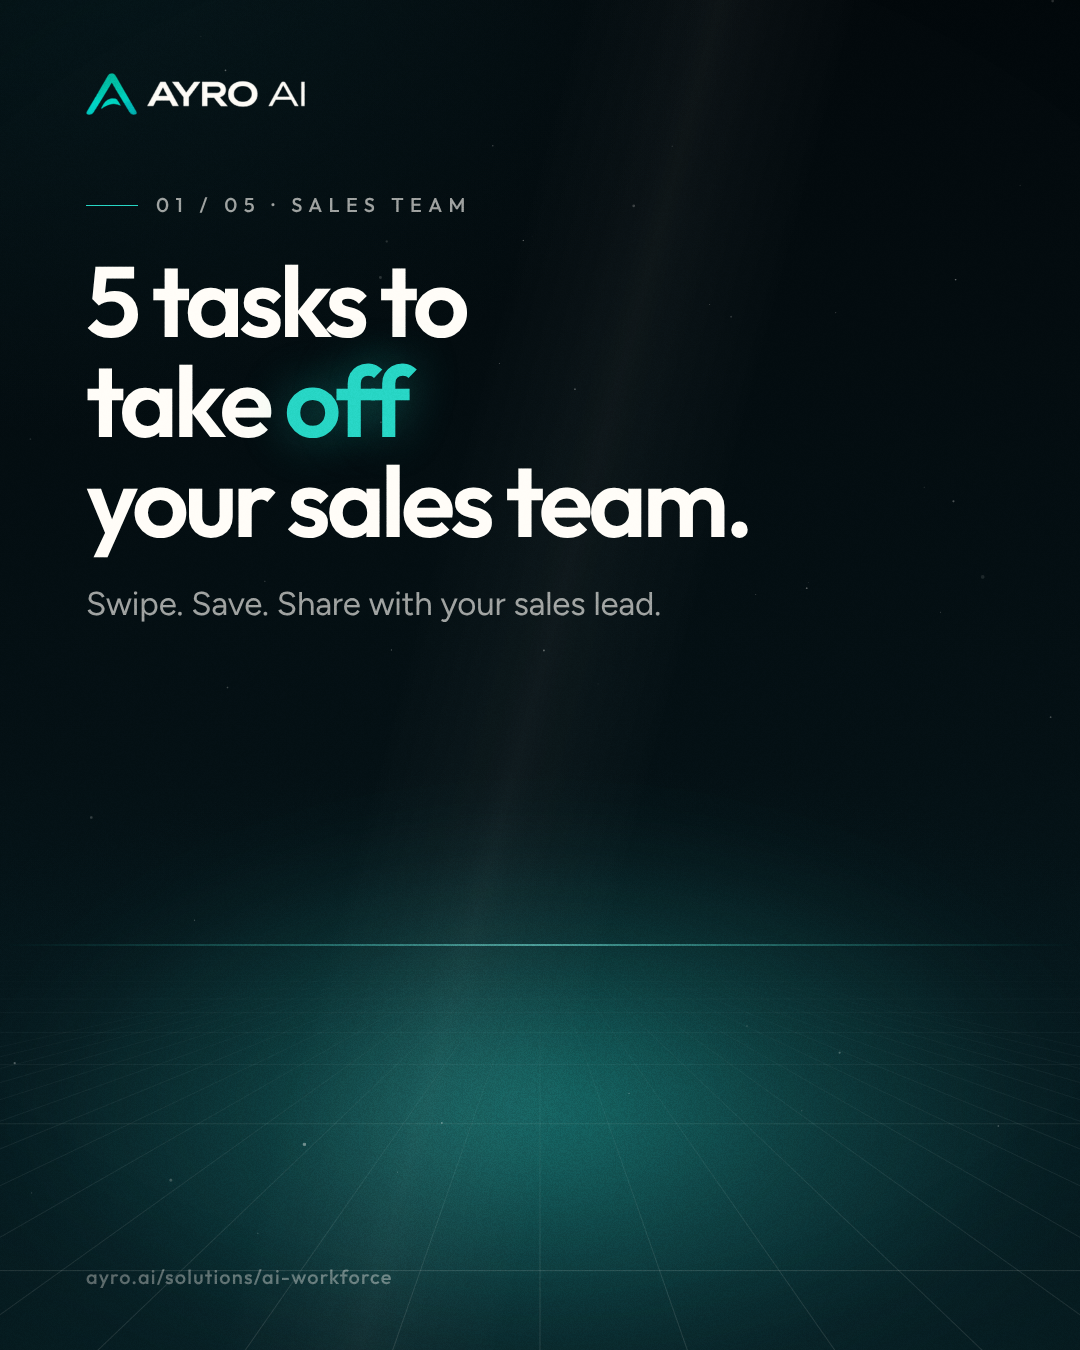 AYRO AI
01 / 05 · SALES TEAM
5 tasks to
take off
your sales team.
Swipe. Save. Share with your sales lead.
ayro.ai/solutions/ai-workforce